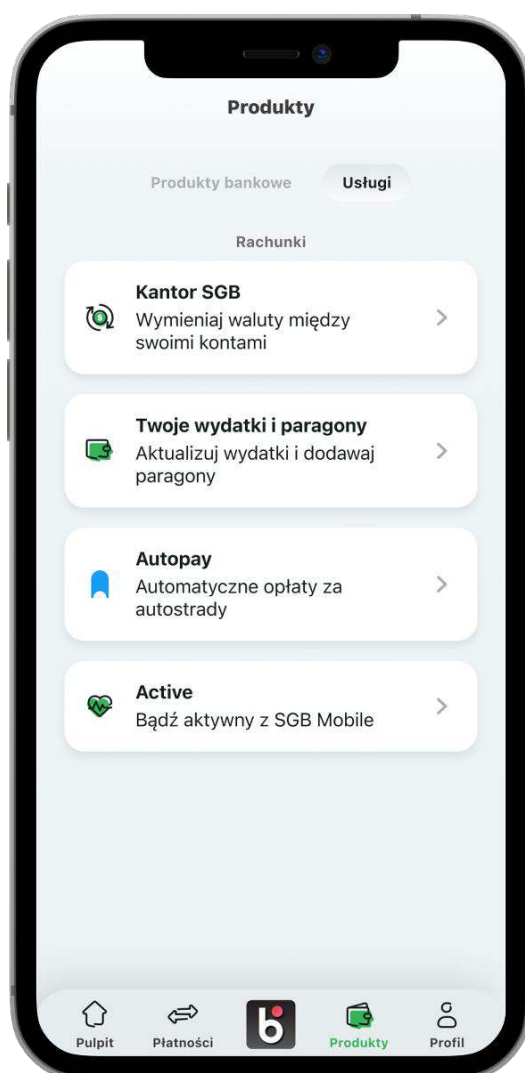 Produkty
Produkty bankowe
Usługi
Rachunki
Kantor SGB
Wymieniaj waluty między
swoimi kontami
Twoje wydatki i paragony
Aktualizuj wydatki i dodawaj
paragony
Autopay
Automatyczne opłaty za
autostrady
Active
Bądź aktywny z SGB Mobile
Pulpit
Płatności
b
Produkty
Profil